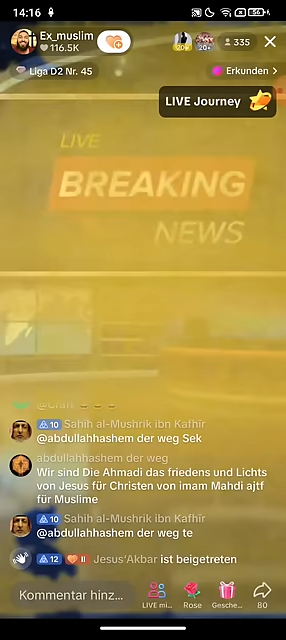 14:16
56
Ex_muslim
116.5K
20+
335
Liga D2 Nr. 45
Erkunden
LIVE Journey
LIVE
BREAKING
NEWS
10 Sahih al-Mushrik ibn Kafhir
@abdullahhashem der weg Sek
abdullahhashem der weg
Wir sind Die Ahmadi das friedens und Lichts
von Jesus für Christen von imam Mahdi ajtf
für Muslime
10 Sahih al-Mushrik ibn Kafhir
@abdullahhashem der weg te
12 II Jesus'Akbar ist beigetreten
Kommentar hinz...
LIVE mi...
Rose
Gesche...
80